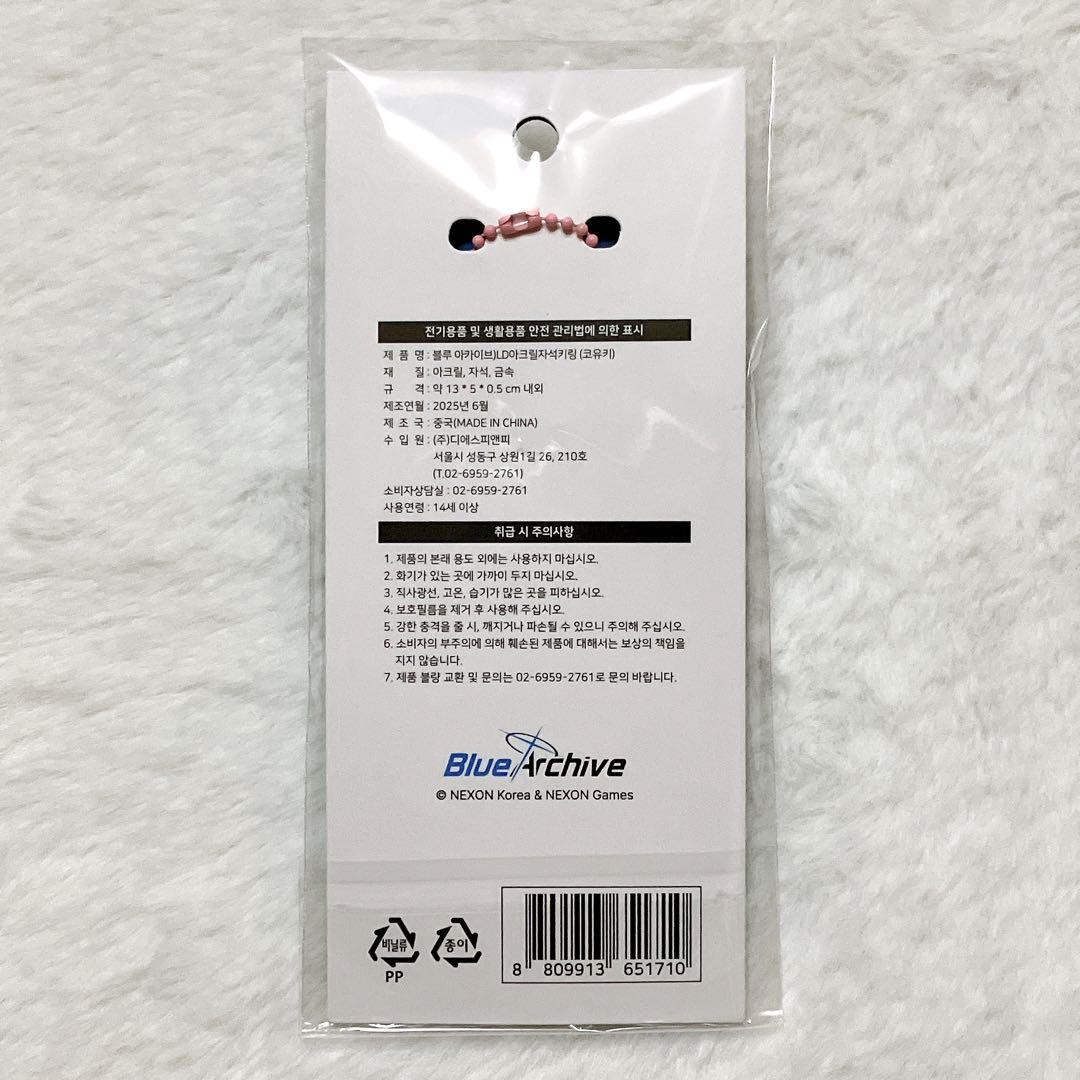 전기용품 및 생활용품 안전 관리법에 의한 표시
제 품 명 : 블루 아카이브)LD아크릴자석키링 (코유키)
재 질 : 아크릴, 자석, 금속
규 격 : 약 13 * 5 * 0.5 cm 내외
제조연월 : 2025년 6월
제 조 국 : 중국(MADE IN CHINA)
수 입 원 : (주)디에스피앤피
서울시 성동구 상원1길 26, 210호
(T.02-6959-2761)
소비자상담실 : 02-6959-2761
사용연령 : 14세 이상
취급 시 주의사항
1. 제품의 본래 용도 외에는 사용하지 마십시오.
2. 화기가 있는 곳에 가까이 두지 마십시오.
3. 직사광선, 고온, 습기가 많은 곳을 피하십시오.
4. 보호필름을 제거 후 사용해 주십시오.
5. 강한 충격을 줄 시, 깨지거나 파손될 수 있으니 주의해 주십시오.
6. 소비자의 부주의에 의해 훼손된 제품에 대해서는 보상의 책임을
지지 않습니다.
7. 제품 불량 교환 및 문의는 02-6959-2761로 문의 바랍니다.
Blue Archive
© NEXON Korea & NEXON Games
비닐류
PP
종이
8 809913 651710